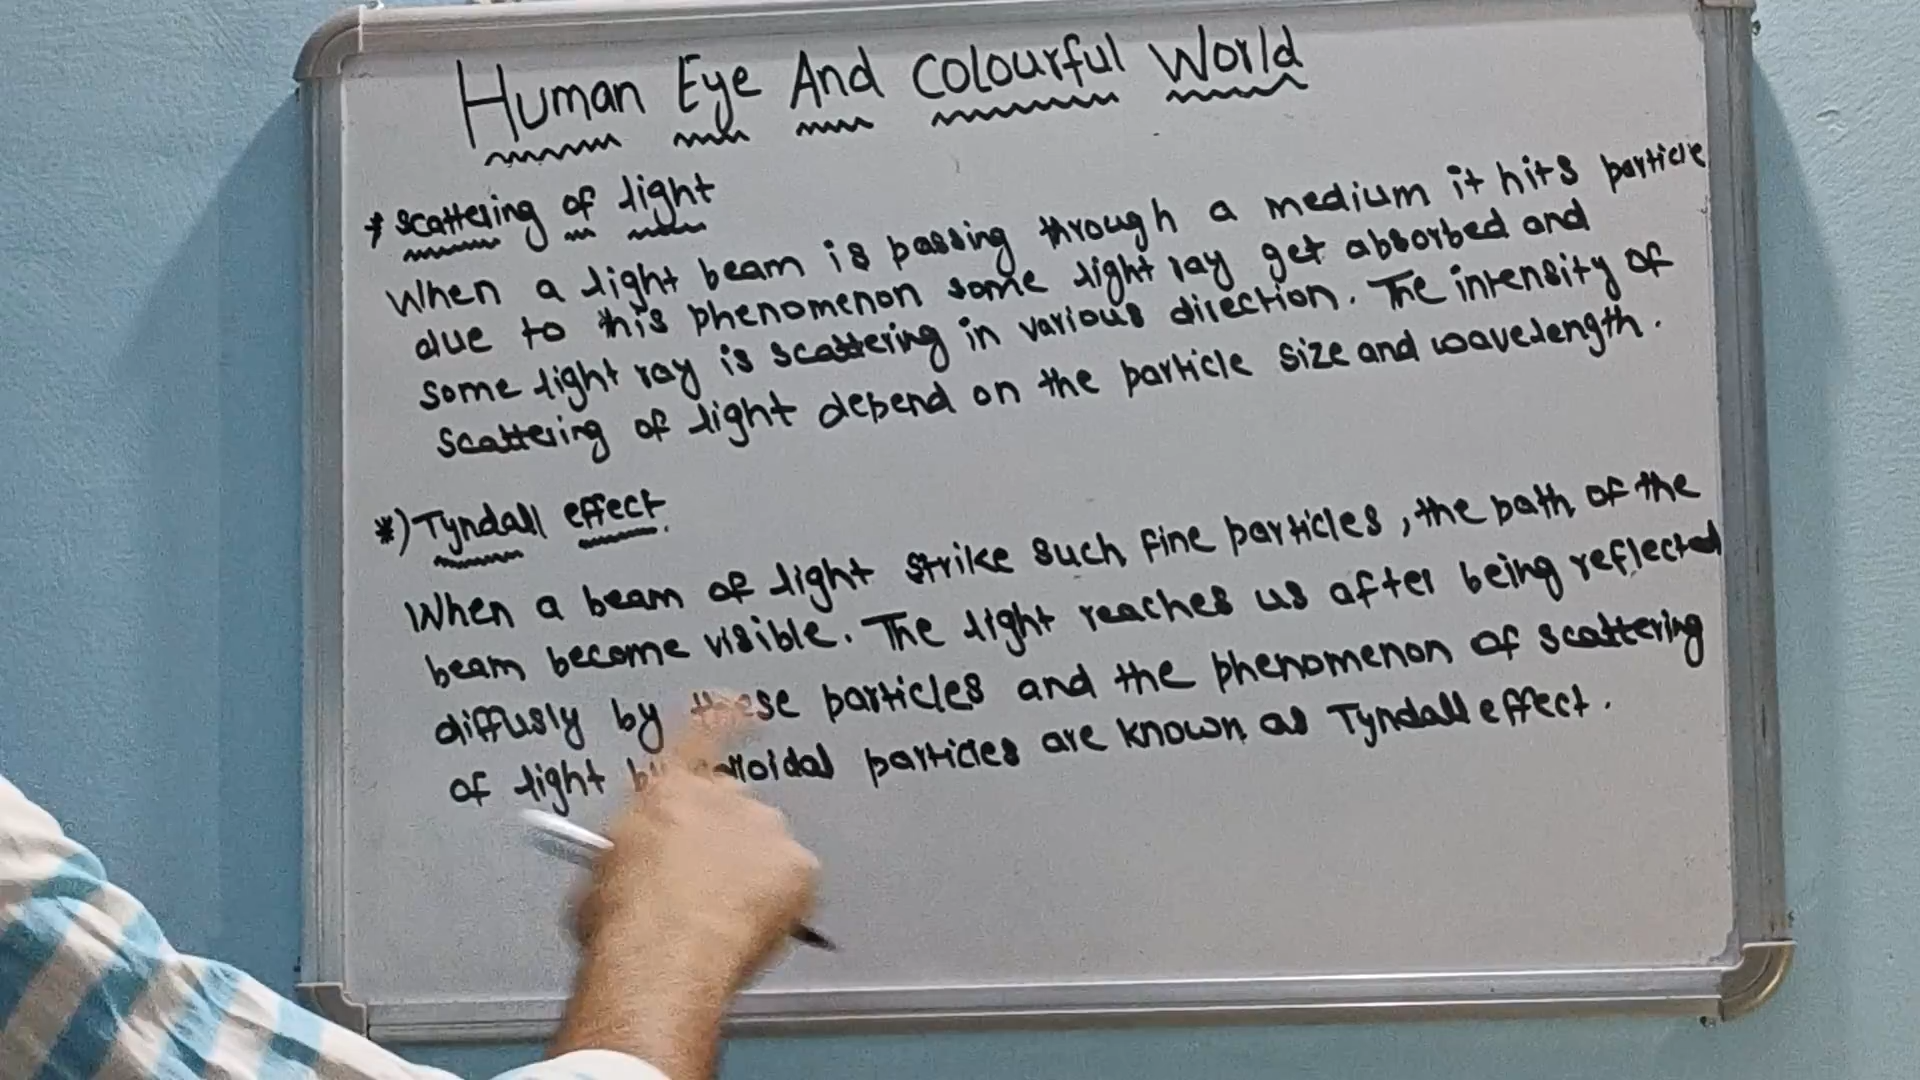 Human Eye And Colourful World
* Scattering of light
When a light beam is passing through a medium it hits particle
due to this phenomenon some light ray get absorbed and
some light ray is scattering in various direction. The intensity of
scattering of light depend on the particle size and wavelength.
*) Tyndall effect.
When a beam of light strike such fine particles, the path of the
beam become visible. The light reaches us after being reflected
diffusly by these particles and the phenomenon of scattering
of light particles are known as Tyndall effect.